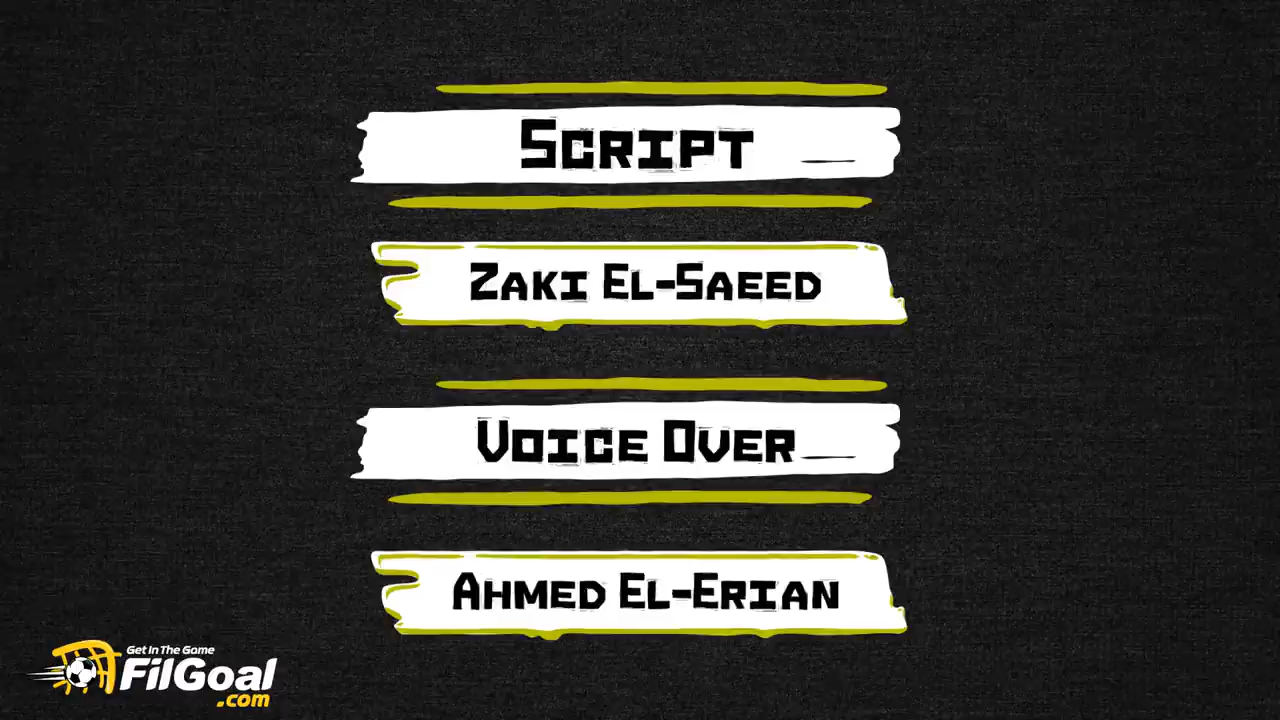 Script
Zaki El-Saeed
Voice Over
Ahmed El-Erian
Get In The Game
FilGoal
.com